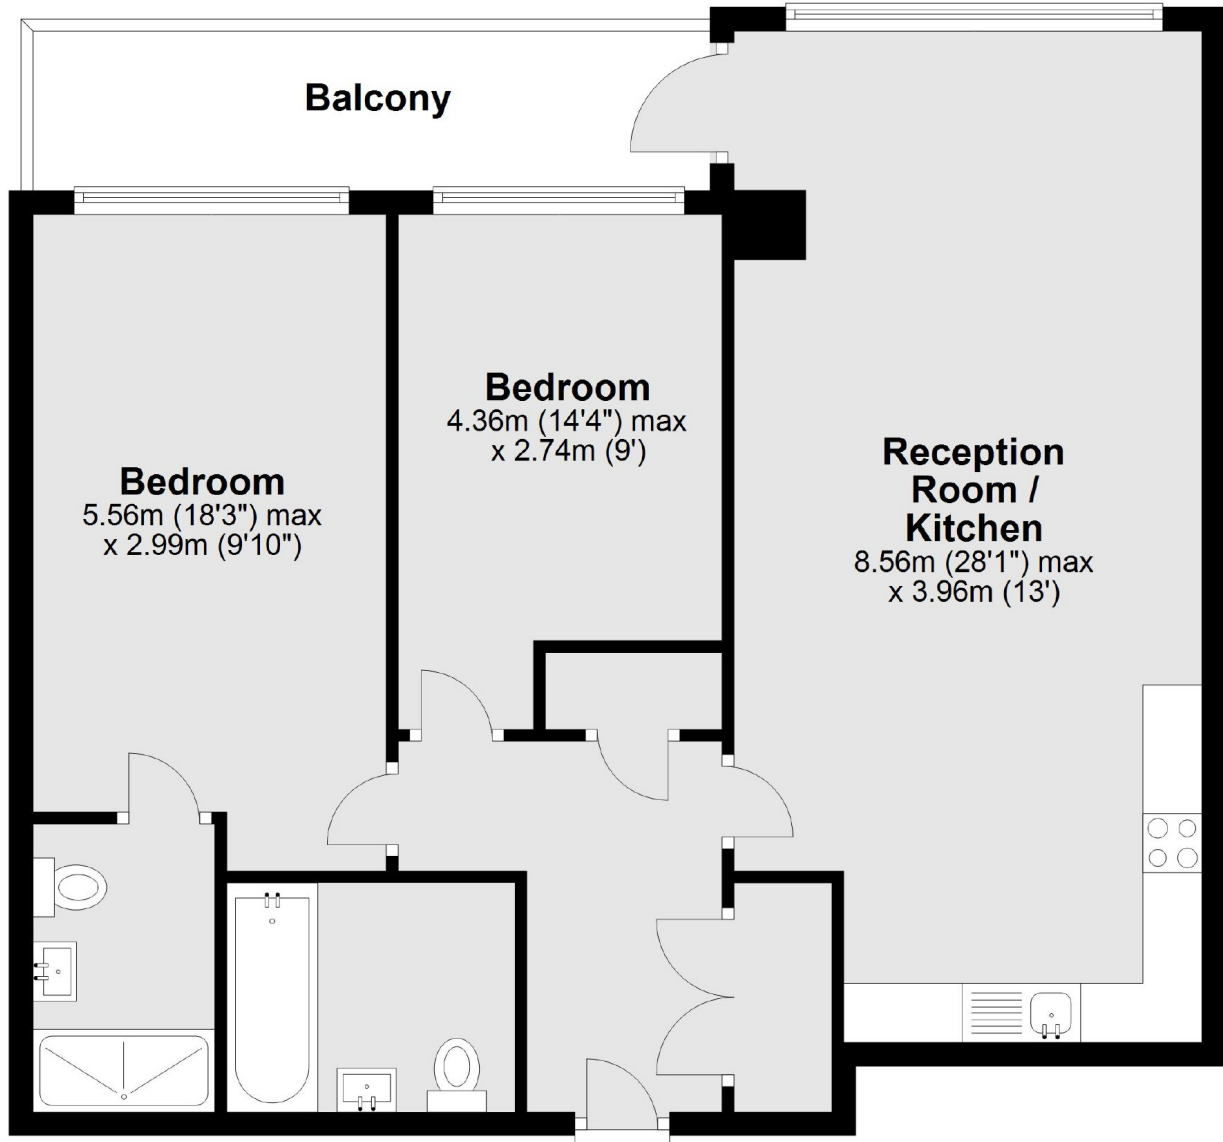 Balcony
Bedroom
4.36m (14'4") max
x 2.74m (9')
Bedroom
5.56m (18'3") max
x 2.99m (9'10")
Reception
Room /
Kitchen
8.56m (28'1") max
x 3.96m (13')